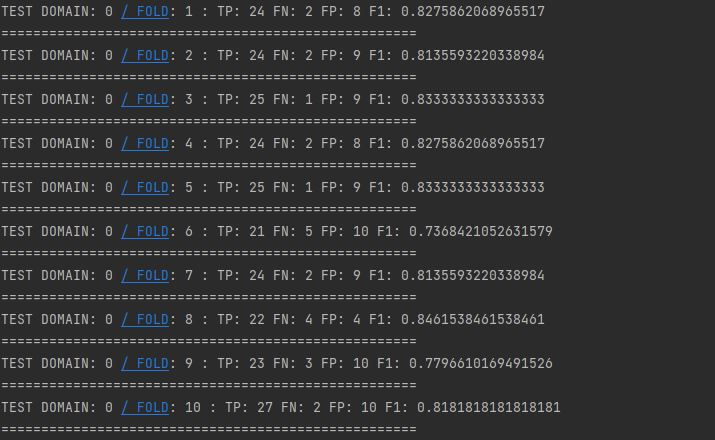 TEST DOMAIN: 0 / FOLD: 1 : TP: 24 FN: 2 FP: 8 F1: 0.8275862068965517
====================================================
TEST DOMAIN: 0 / FOLD: 2 : TP: 24 FN: 2 FP: 9 F1: 0.8135593220338984
====================================================
TEST DOMAIN: 0 / FOLD: 3 : TP: 25 FN: 1 FP: 9 F1: 0.8333333333333333
====================================================
TEST DOMAIN: 0 / FOLD: 4 : TP: 24 FN: 2 FP: 8 F1: 0.8275862068965517
====================================================
TEST DOMAIN: 0 / FOLD: 5 : TP: 25 FN: 1 FP: 9 F1: 0.8333333333333333
====================================================
TEST DOMAIN: 0 / FOLD: 6 : TP: 21 FN: 5 FP: 10 F1: 0.7368421052631579
====================================================
TEST DOMAIN: 0 / FOLD: 7 : TP: 24 FN: 2 FP: 9 F1: 0.8135593220338984
====================================================
TEST DOMAIN: 0 / FOLD: 8 : TP: 22 FN: 4 FP: 4 F1: 0.8461538461538461
====================================================
TEST DOMAIN: 0 / FOLD: 9 : TP: 23 FN: 3 FP: 10 F1: 0.7796610169491526
====================================================
TEST DOMAIN: 0 / FOLD: 10 : TP: 27 FN: 2 FP: 10 F1: 0.8181818181818181
====================================================